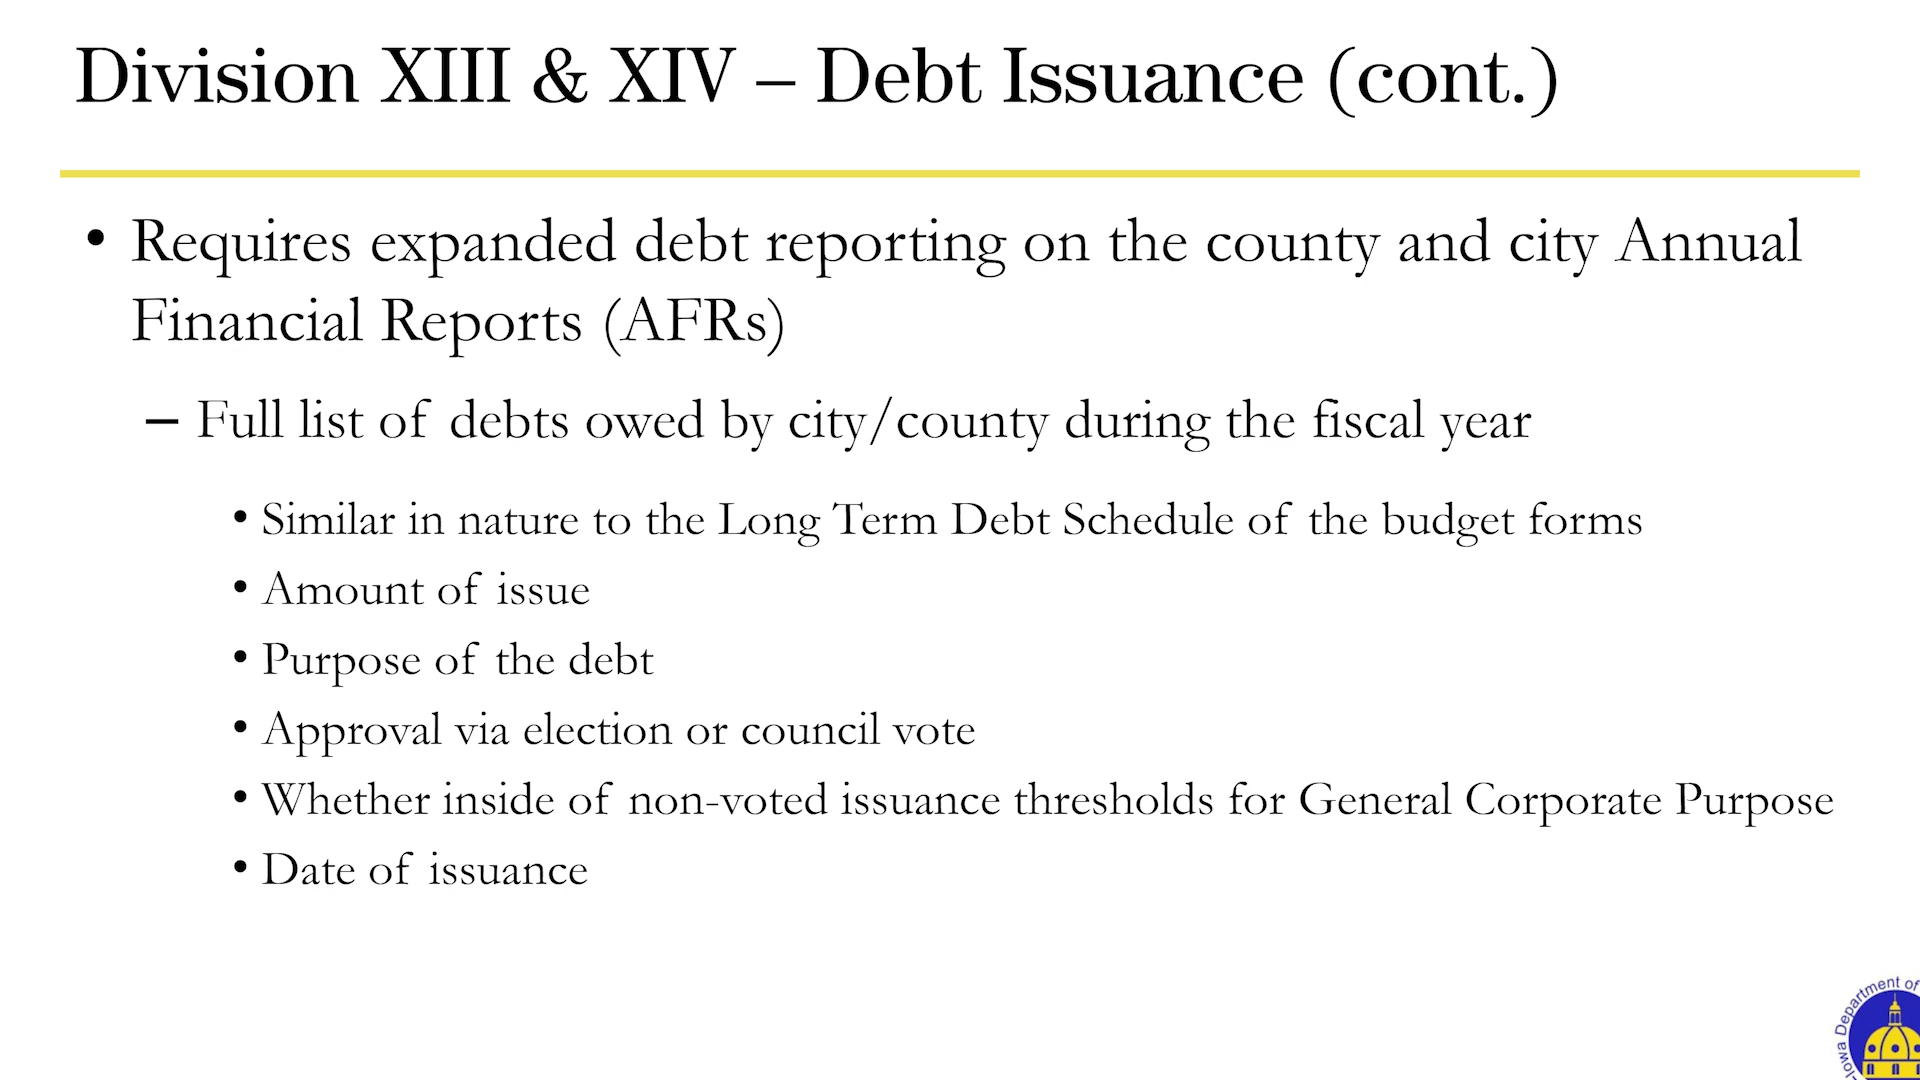 Division XIII & XIV – Debt Issuance (cont.)
• Requires expanded debt reporting on the county and city Annual
Financial Reports (AFRs)
– Full list of debts owed by city/county during the fiscal year
• Similar in nature to the Long Term Debt Schedule of the budget forms
• Amount of issue
• Purpose of the debt
• Approval via election or council vote
• Whether inside of non-voted issuance thresholds for General Corporate Purpose
• Date of issuance
Iowa Department of